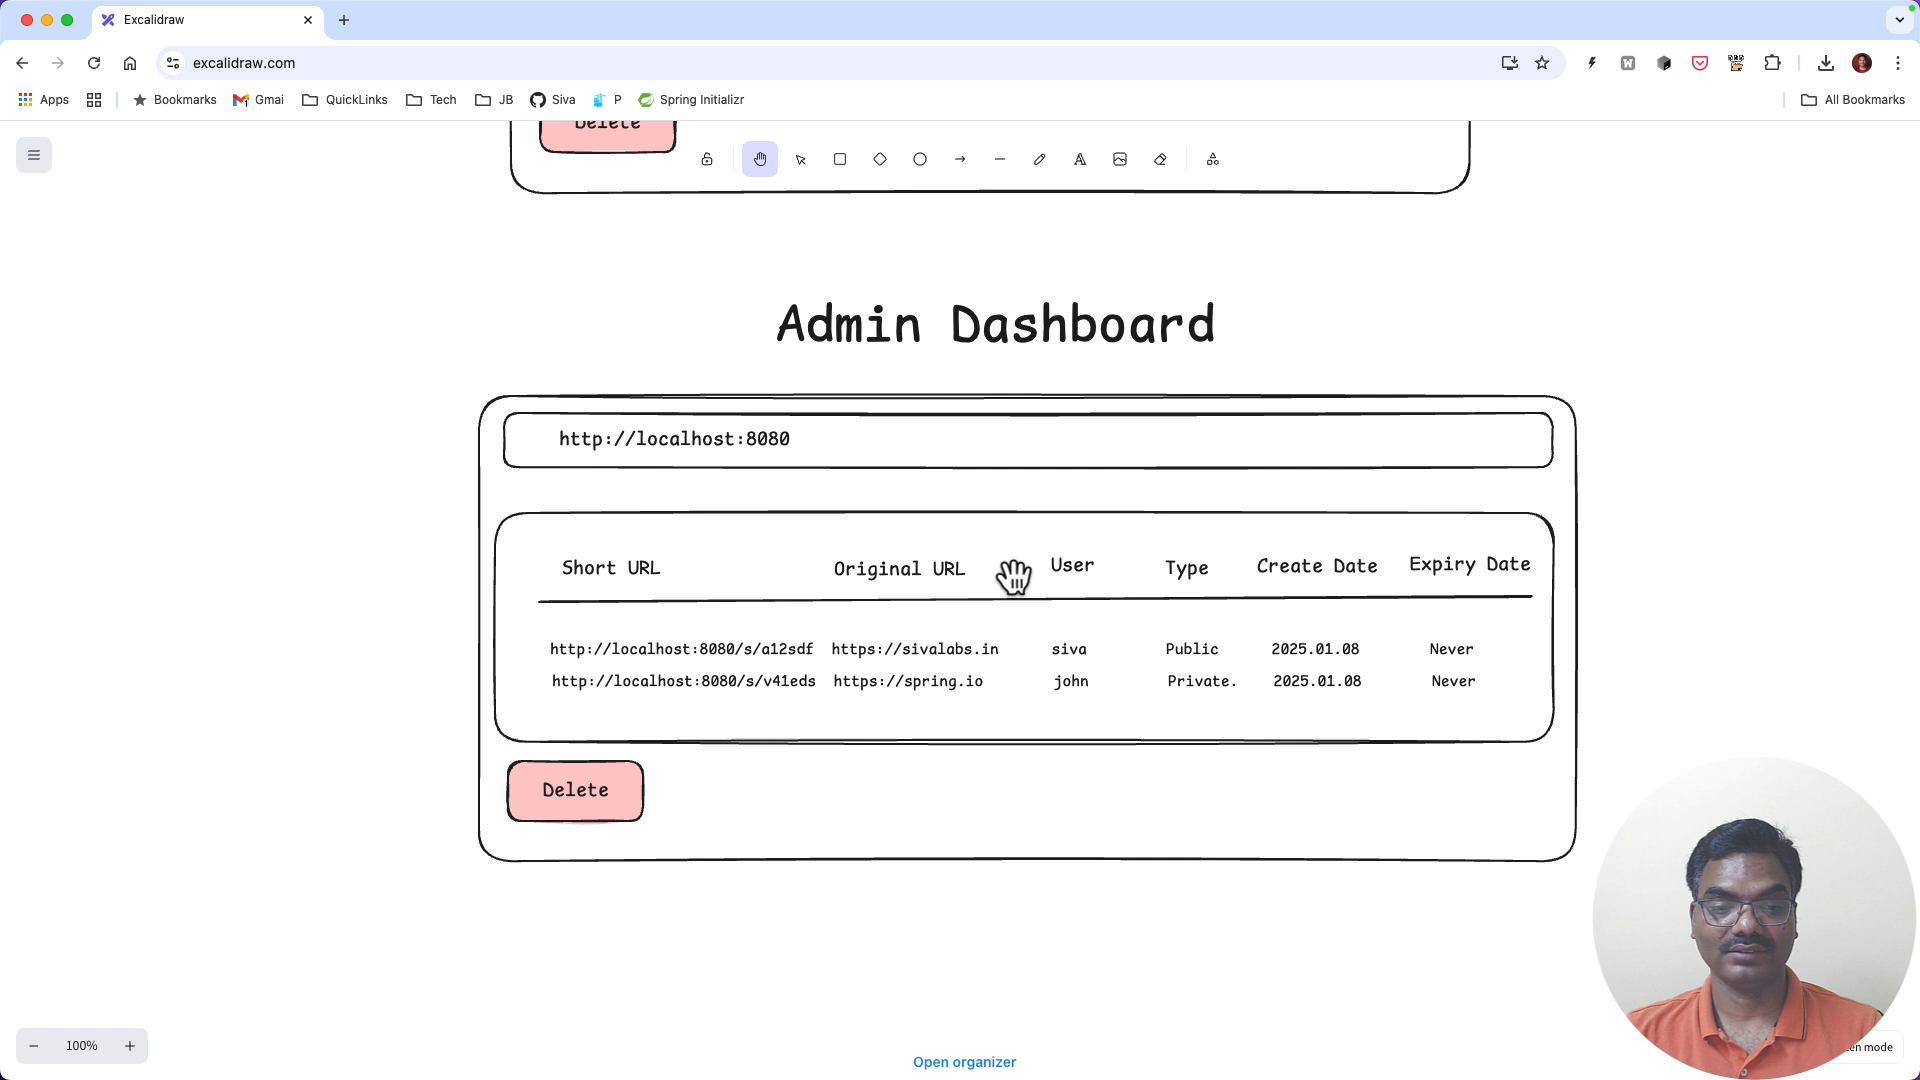 Excalidraw
excalidraw.com
Apps
Bookmarks
Gmai
QuickLinks
Tech
JB
Siva
P
Spring Initializr
All Bookmarks
Delete
Admin Dashboard
http://localhost:8080
Short URL Original URL User Type Create Date Expiry Date
http://localhost:8080/s/a12sdf https://sivalabs.in siva Public 2025.01.08 Never
http://localhost:8080/s/v41eds https://spring.io john Private. 2025.01.08 Never
Delete
100%
Open organizer
mode